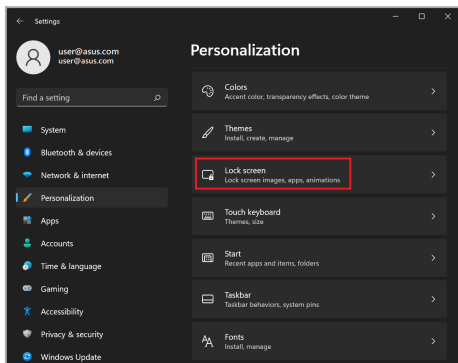 Settings
user@asus.com
user@asus.com
Find a setting
System
Bluetooth & devices
Network & internet
Personalization
Apps
Accounts
Time & language
Gaming
Accessibility
Privacy & security
Windows Update
Personalization
Colors
Accent color, transparency effects, color theme
Themes
Install, create, manage
Lock screen
Lock screen images, apps, animations
Touch keyboard
Themes, size
Start
Recent apps and items, folders
Taskbar
Taskbar behaviors, system pins
Fonts
Install, manage